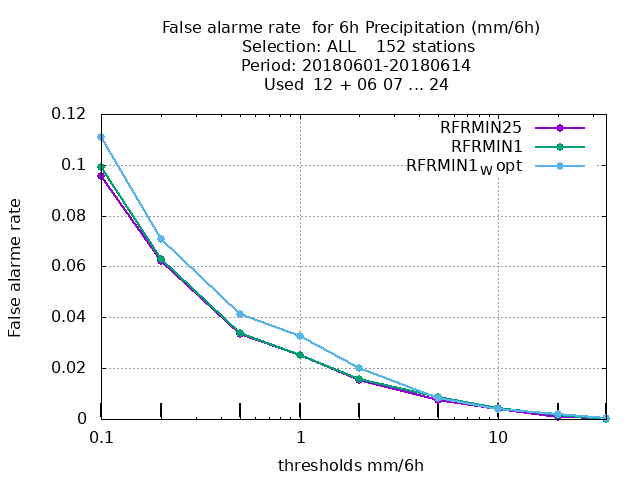 False alarme rate  for 6h Precipitation (mm/6h)
Selection: ALL    152 stations
Period: 20180601-20180614
Used  12 + 06 07 ... 24
RFRMIN25
RFRMIN1
RFRMIN1W opt
False alarme rate
0.12
0.1
0.08
0.06
0.04
0.02
0
0.1 1 10
thresholds mm/6h